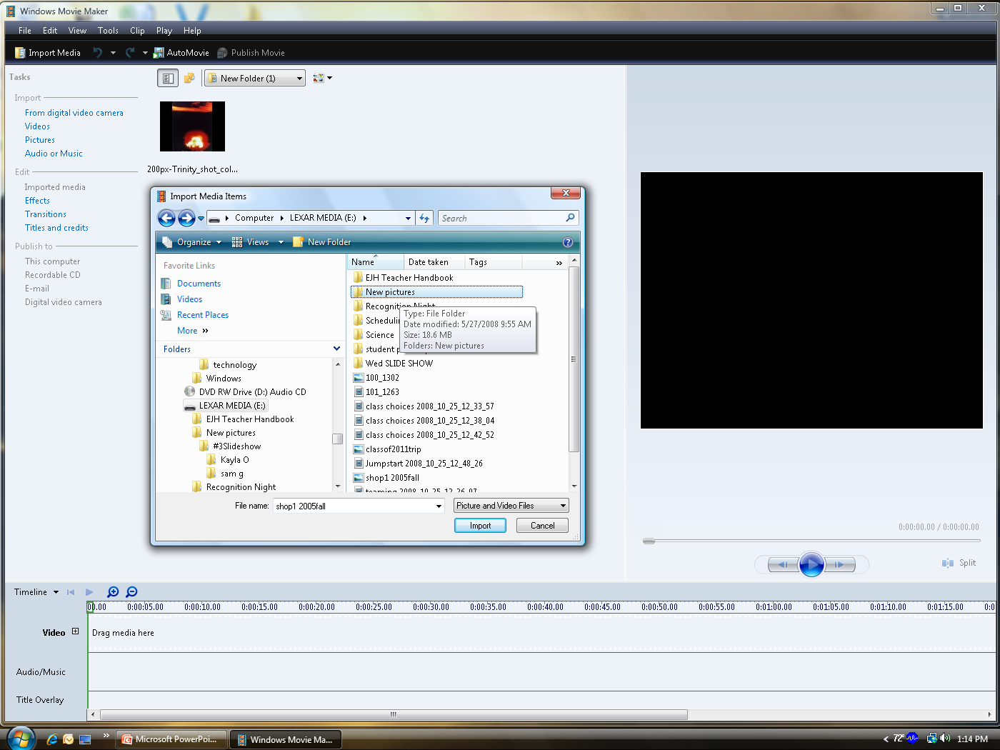 Windows Movie Maker
File Edit View Tools Clip Play Help
Import Media AutoMovie Publish Movie
Tasks
Import
From digital video camera
Videos
Pictures
Audio or Music
Edit
Imported media
Effects
Transitions
Titles and credits
Publish to
This computer
Recordable CD
E-mail
Digital video camera
New Folder (1)
200px-Trinity_shot_col...
Import Media Items
Computer LEXAR MEDIA (E:)
Search
Organize Views New Folder
Favorite Links
Documents
Videos
Recent Places
More »
Folders
technology
Windows
DVD RW Drive (D:) Audio CD
LEXAR MEDIA (E:)
EJH Teacher Handbook
New pictures
#3Slideshow
Kayla O
sam g
Recognition Night
Name Date taken Tags »
EJH Teacher Handbook
New pictures
Recognition Night
Schedulin
Science
student p
Wed SLIDE SHOW
100_1302
101_1263
class choices 2008_10_25_12_33_57
class choices 2008_10_25_12_38_04
class choices 2008_10_25_12_42_52
classof2011trip
Jumpstart 2008_10_25_12_48_26
shop1 2005fall
teaming 2008_10_25_12_26_07
Type: File Folder
Date modified: 5/27/2008 9:55 AM
Size: 18.6 MB
Folders: New pictures
File name: shop1 2005fall Picture and Video Files
Import Cancel
0:00:00.00 / 0:00:00.00
Split
Timeline
00.00 0:00:05.00 0:00:10.00 0:00:15.00 0:00:20.00 0:00:25.00 0:00:30.00 0:00:35.00 0:00:40.00 0:00:45.00 0:00:50.00 0:00:55.00 0:01:00.00 0:01:05.00 0:01:10.00 0:01:15.00 0:0
Video Drag media here
Audio/Music
Title Overlay
» Microsoft PowerPoi... Windows Movie Ma... 72° 1:14 PM